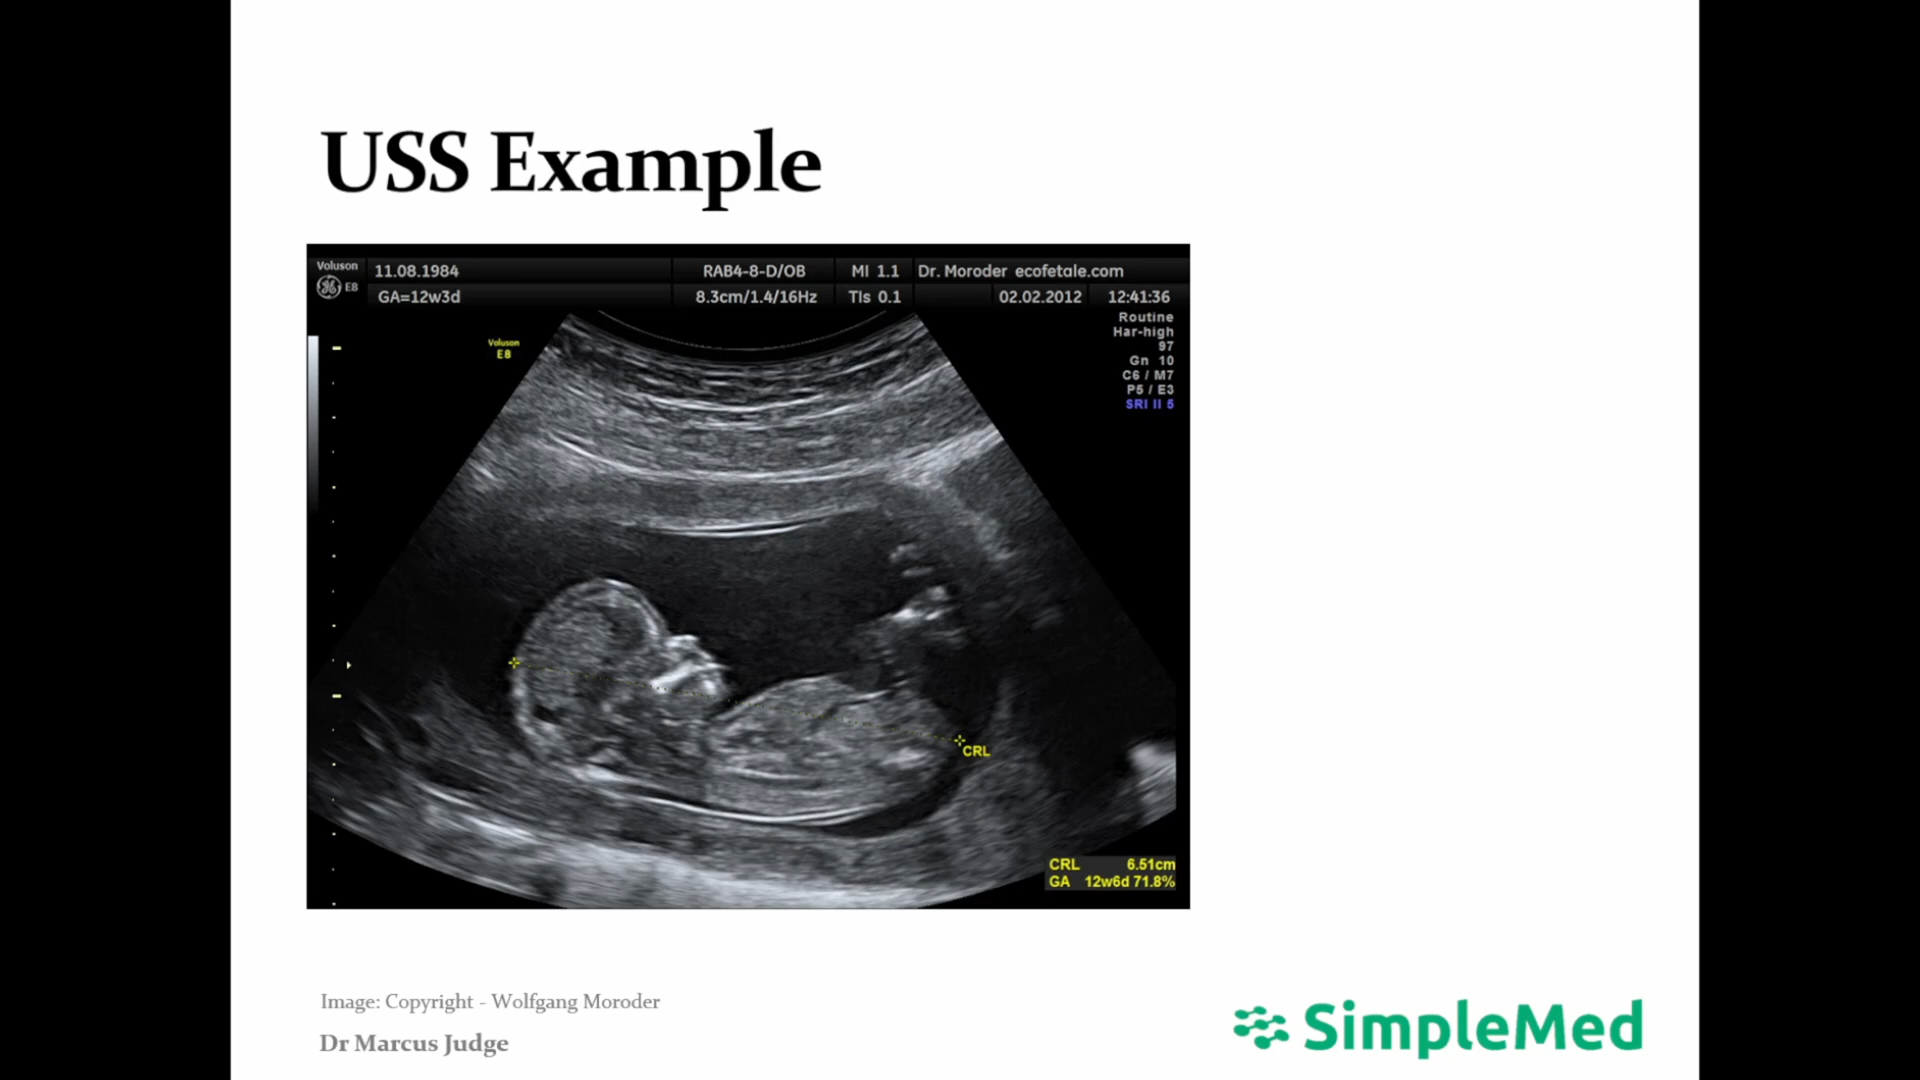 USS Example
Voluson
E8
11.08.1984
RAB4-8-D/OB
MI 1.1
Dr. Moroder ecofetale.com
GA=12w3d
8.3cm/1.4/16Hz
TIs 0.1
02.02.2012
12:41:36
Routine
Har-high
97
Gn 10
C6 / M7
P5 / E3
SRI II 5
Voluson
E8
CRL
CRL 6.51cm
GA 12w6d 71.8%
Image: Copyright - Wolfgang Moroder
Dr Marcus Judge
SimpleMed